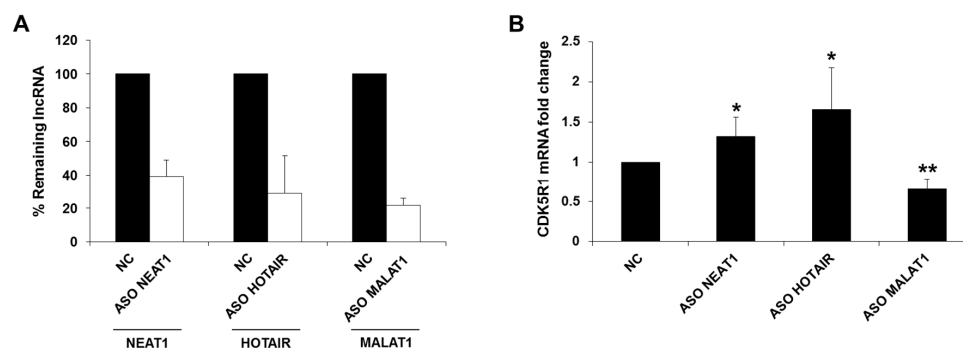 A
% Remaining lncRNA
120
100
80
60
40
20
0
NC
ASO NEAT1
NC
ASO HOTAIR
NC
ASO MALAT1
NEAT1
HOTAIR
MALAT1
B
CDK5R1 mRNA fold change
2.5
2
1.5
1
0.5
0
*
*
**
NC
ASO NEAT1
ASO HOTAIR
ASO MALAT1